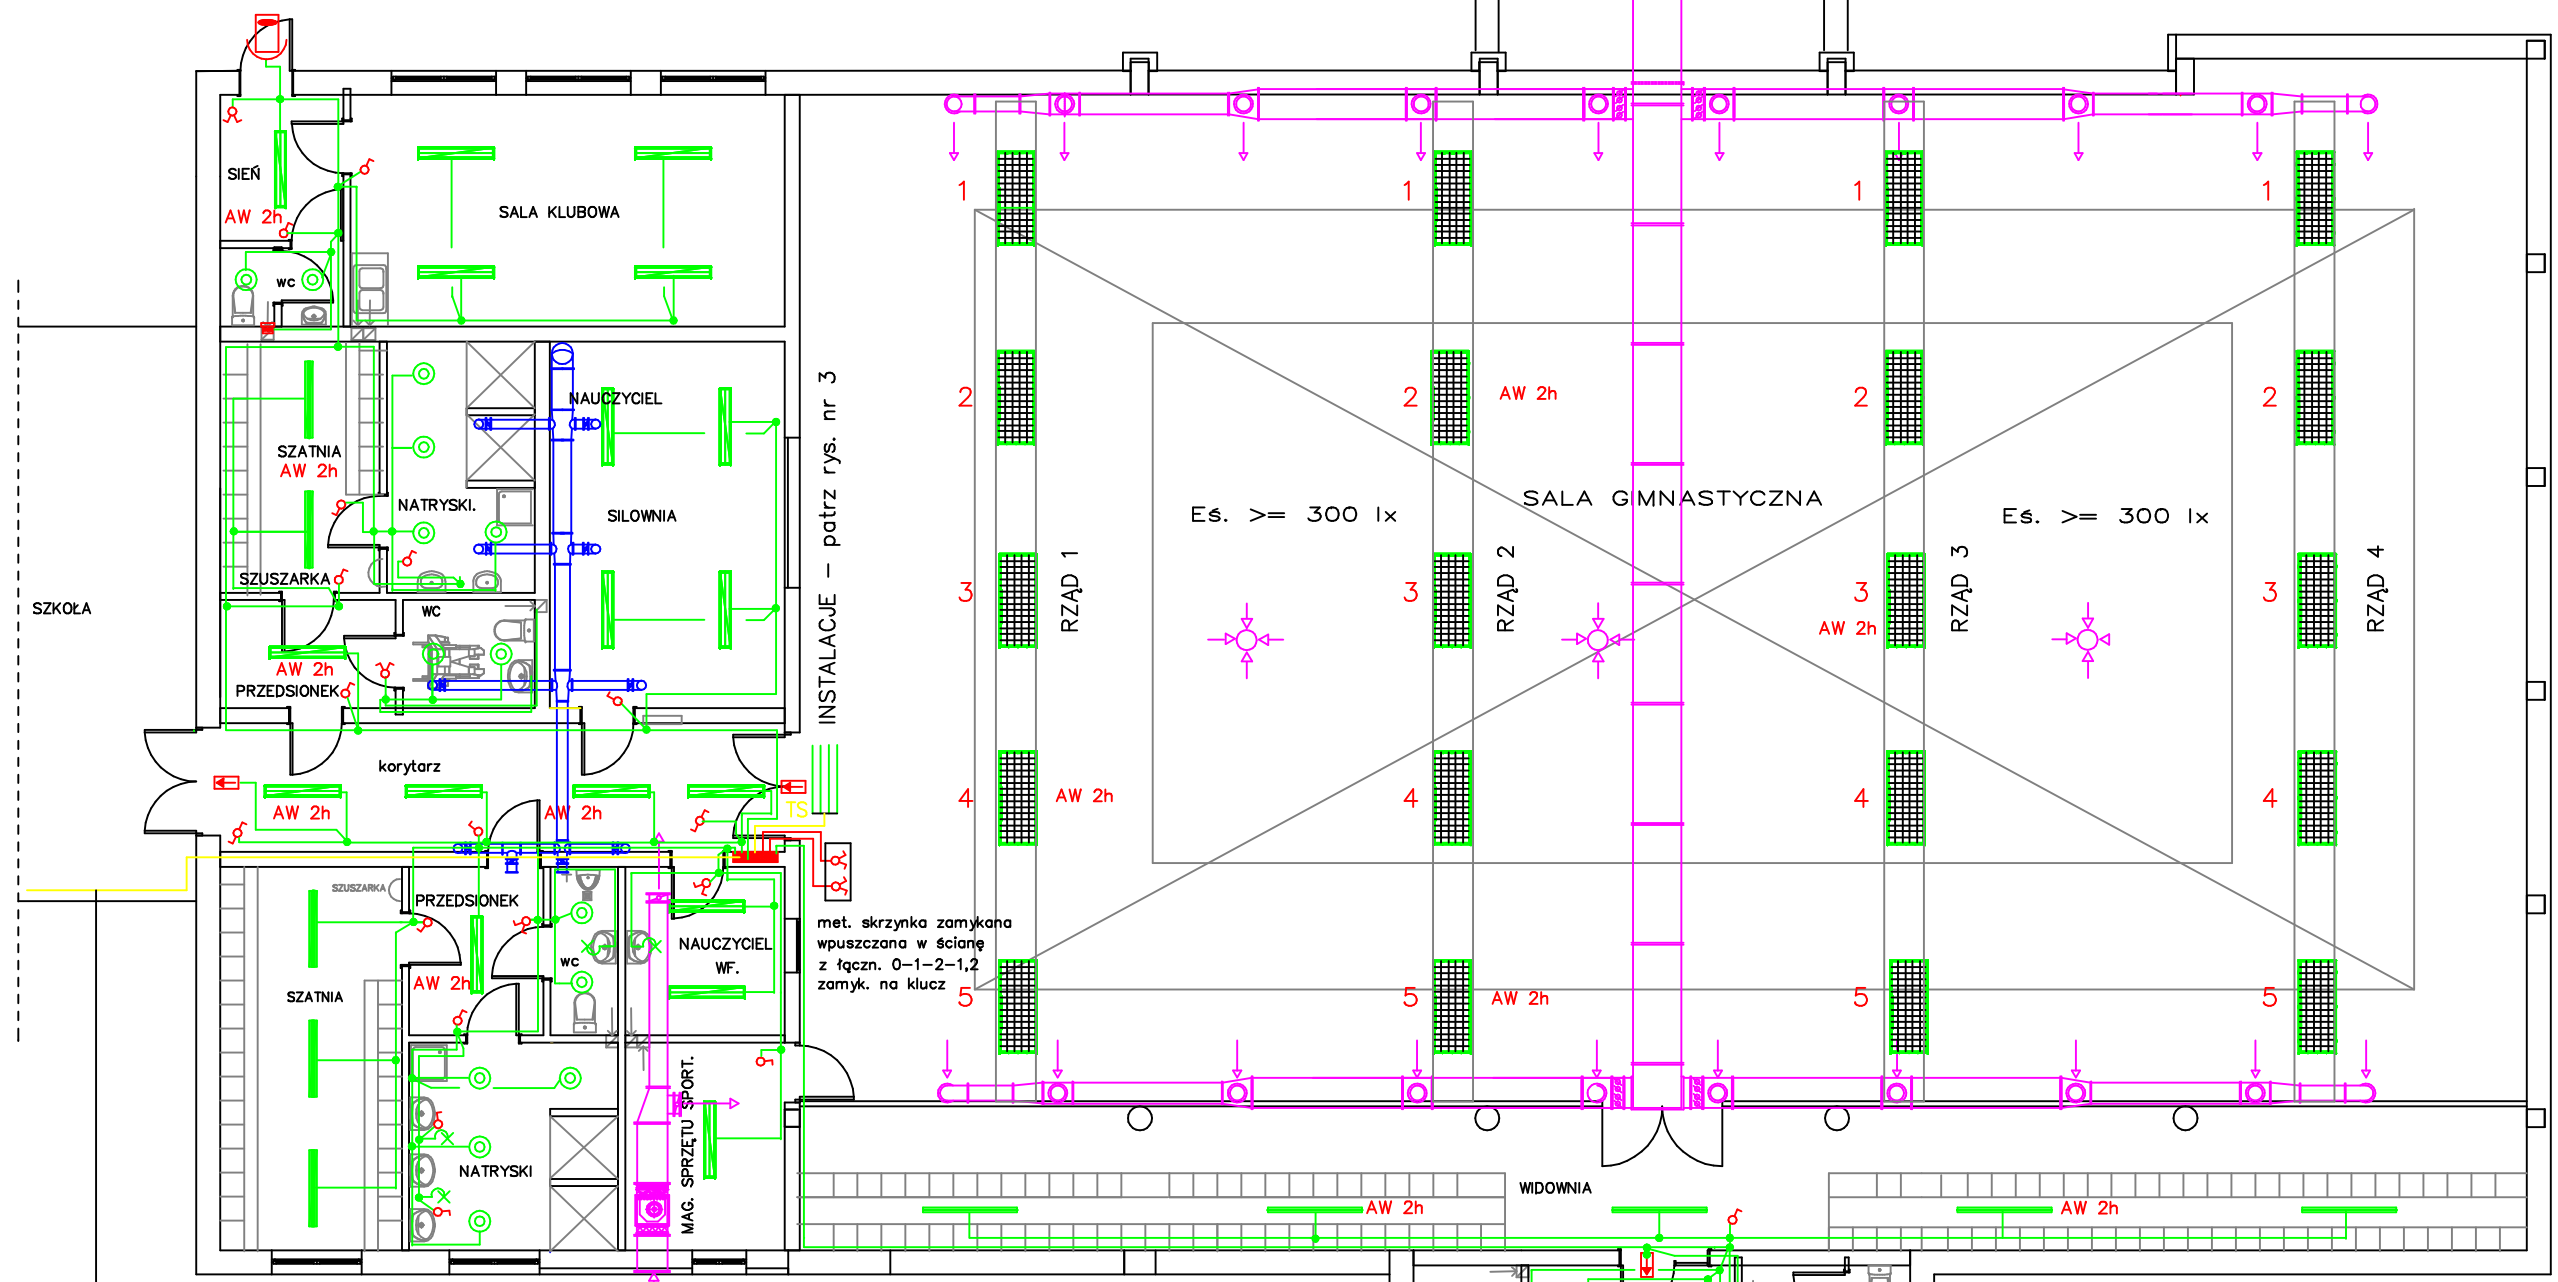 SIEŃ
AW 2h
SALA KLUBOWA
wc
1
1
1
1
NAUCZYCIEL
2
2
AW 2h
2
2
SZATNIA
AW 2h
NATRYSKI.
SILOWNIA
INSTALACJE – patrz rys. nr 3
SALA GIMNASTYCZNA
Eś. >= 300 lx
Eś. >= 300 lx
SZUSZARKA
SZKOŁA
WC
3
RZĄD 1
3
RZĄD 2
3
AW 2h
RZĄD 3
3
RZĄD 4
AW 2h
PRZEDSIONEK
korytarz
AW 2h
AW 2h
TS
4
AW 2h
4
4
4
SZUSZARKA
PRZEDSIONEK
met. skrzynka zamykana
wpuszczana w ścianę
z łączn. 0–1–2–1,2
zamyk. na klucz
NAUCZYCIEL
WF.
wc
AW 2h
SZATNIA
5
5
AW 2h
5
5
MAG. SPRZĘTU SPORT.
NATRYSKI
WIDOWNIA
AW 2h
AW 2h